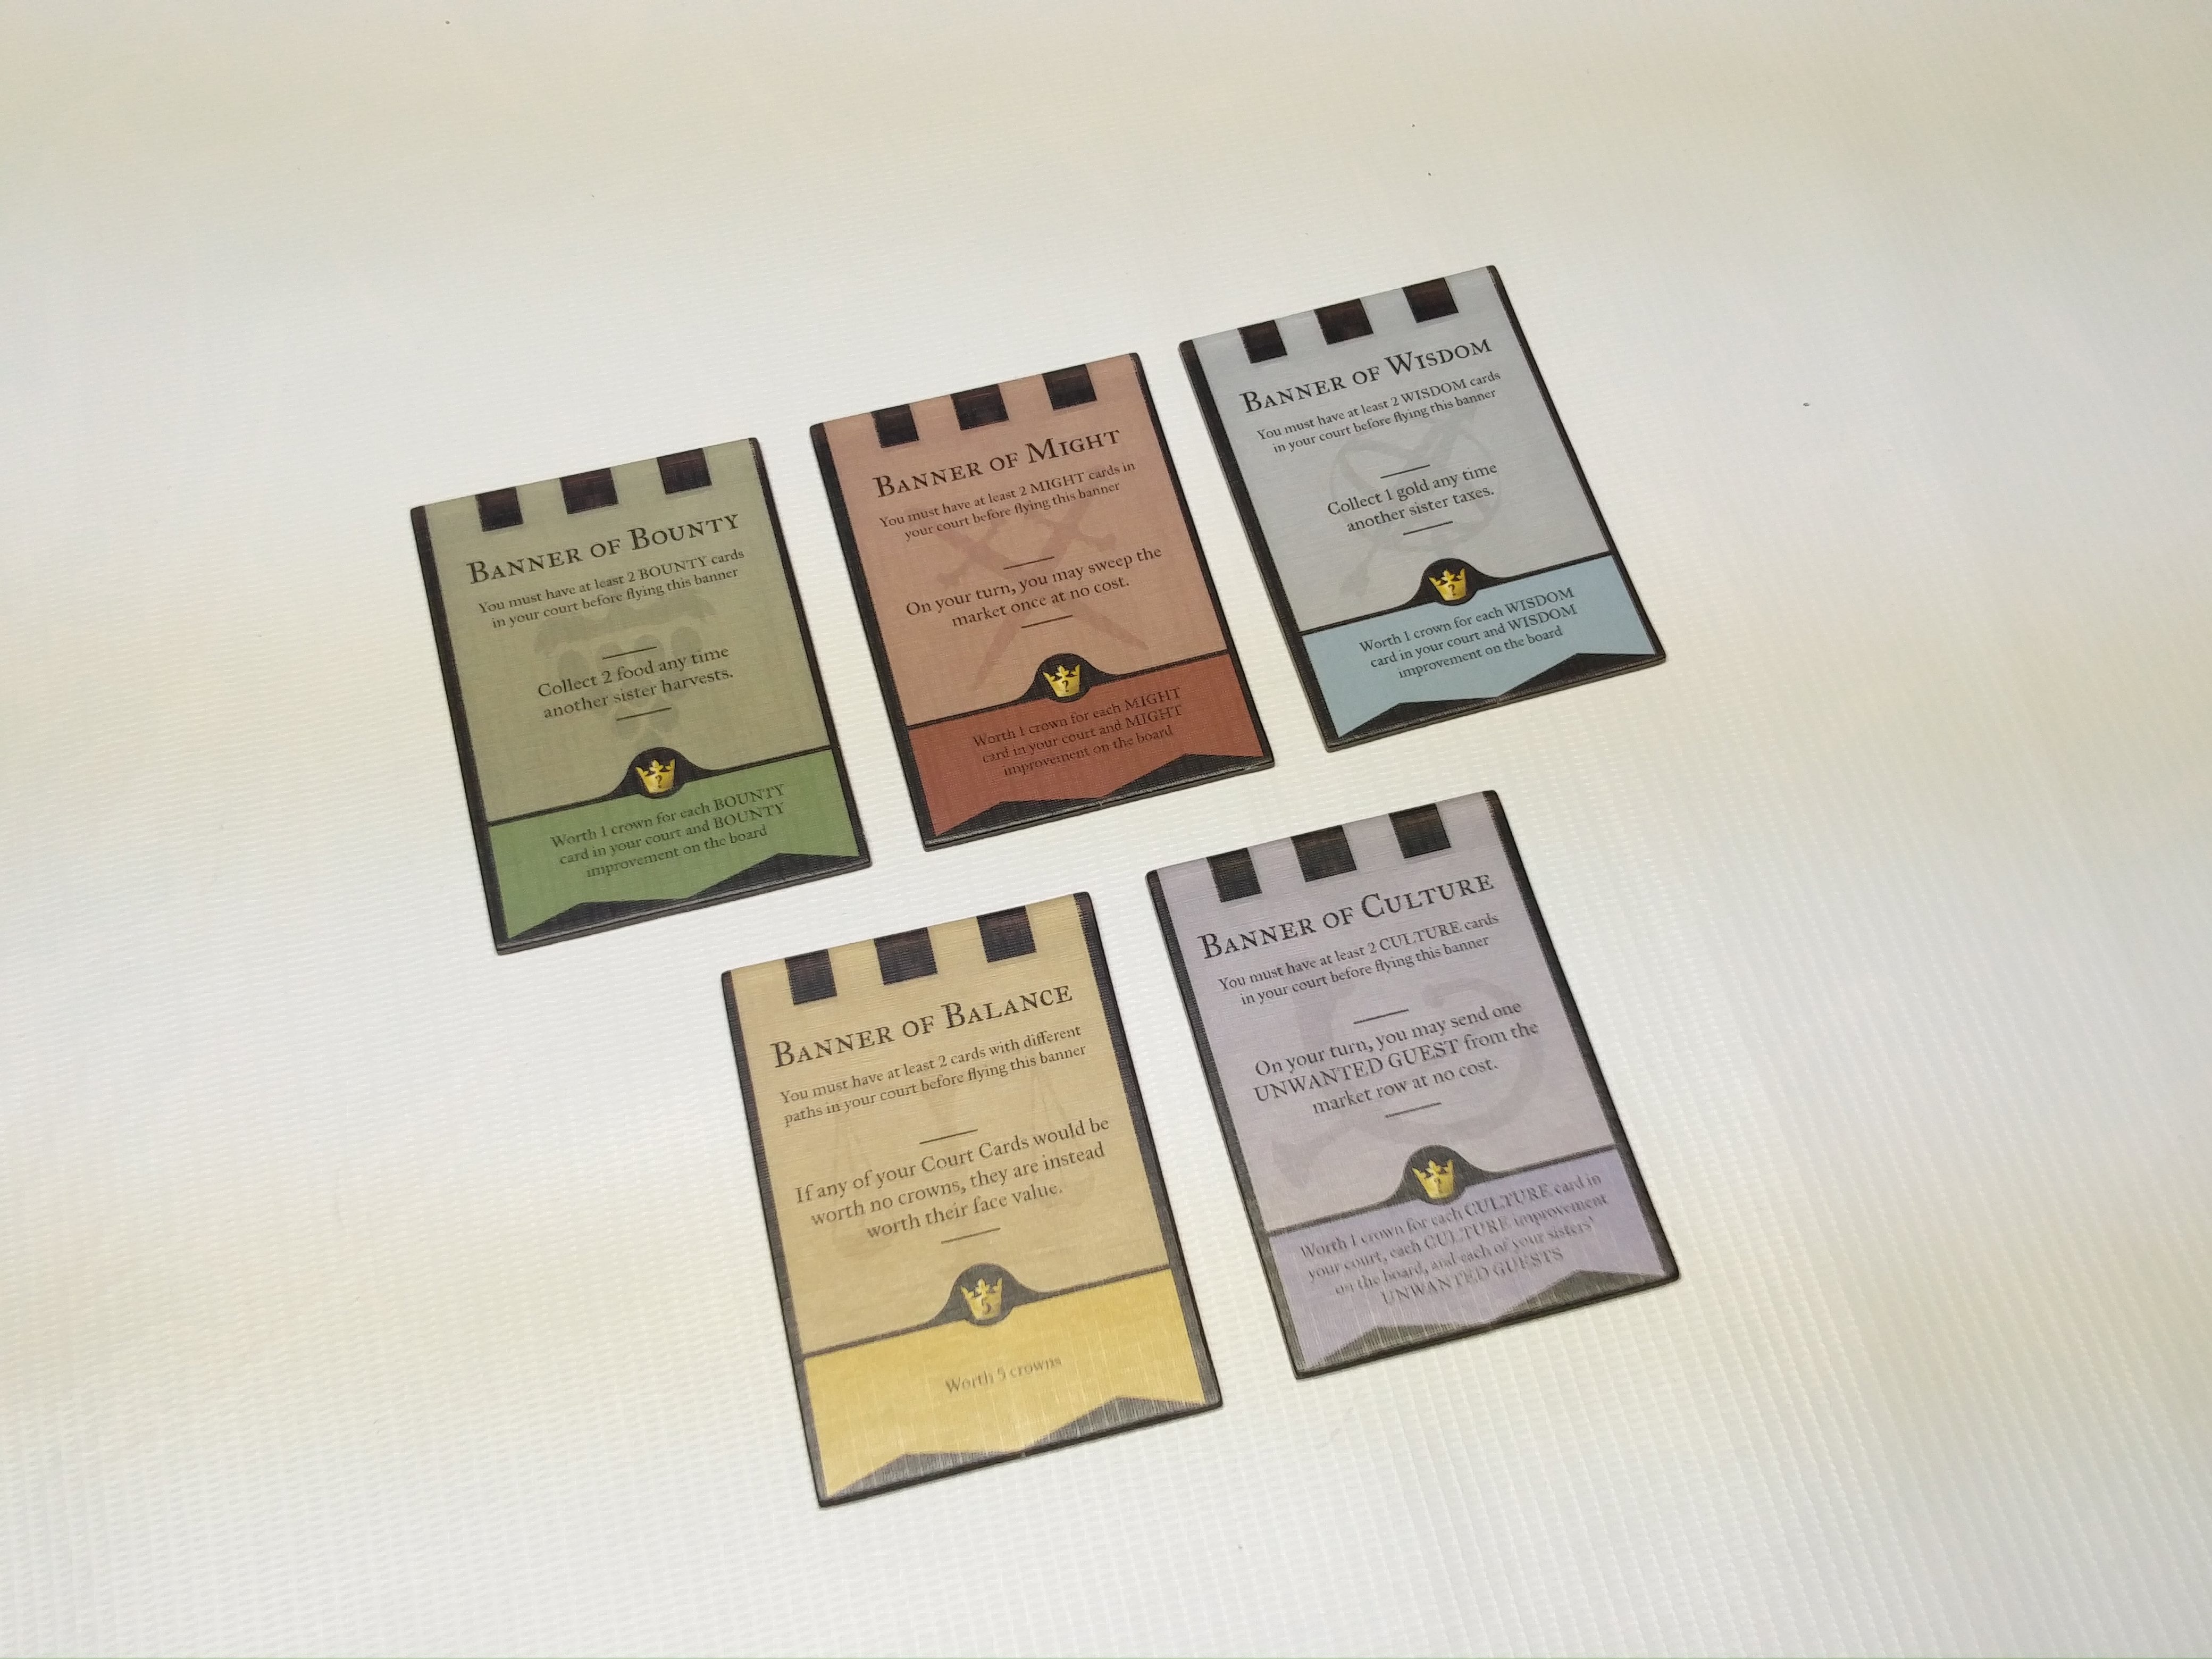 BANNER OF BOUNTY
You must have at least 2 BOUNTY cards
in your court before flying this banner
Collect 2 food any time
another sister harvests.
?
Worth 1 crown for each BOUNTY
card in your court and BOUNTY
improvement on the board
BANNER OF MIGHT
You must have at least 2 MIGHT cards in
your court before flying this banner
On your turn, you may sweep the
market once at no cost.
?
Worth 1 crown for each MIGHT
card in your court and MIGHT
improvement on the board
BANNER OF WISDOM
You must have at least 2 WISDOM cards
in your court before flying this banner
Collect 1 gold any time
another sister taxes.
?
Worth 1 crown for each WISDOM
card in your court and WISDOM
improvement on the board
BANNER OF BALANCE
You must have at least 2 cards with different
paths in your court before flying this banner
If any of your Court Cards would be
worth no crowns, they are instead
worth their face value.
5
Worth 5 crowns
BANNER OF CULTURE
You must have at least 2 CULTURE cards
in your court before flying this banner
On your turn, you may send one
UNWANTED GUEST from the
market row at no cost.
?
Worth 1 crown for each CULTURE card in
your court, each CULTURE improvement
on the board, and each of your sisters'
UNWANTED GUESTS